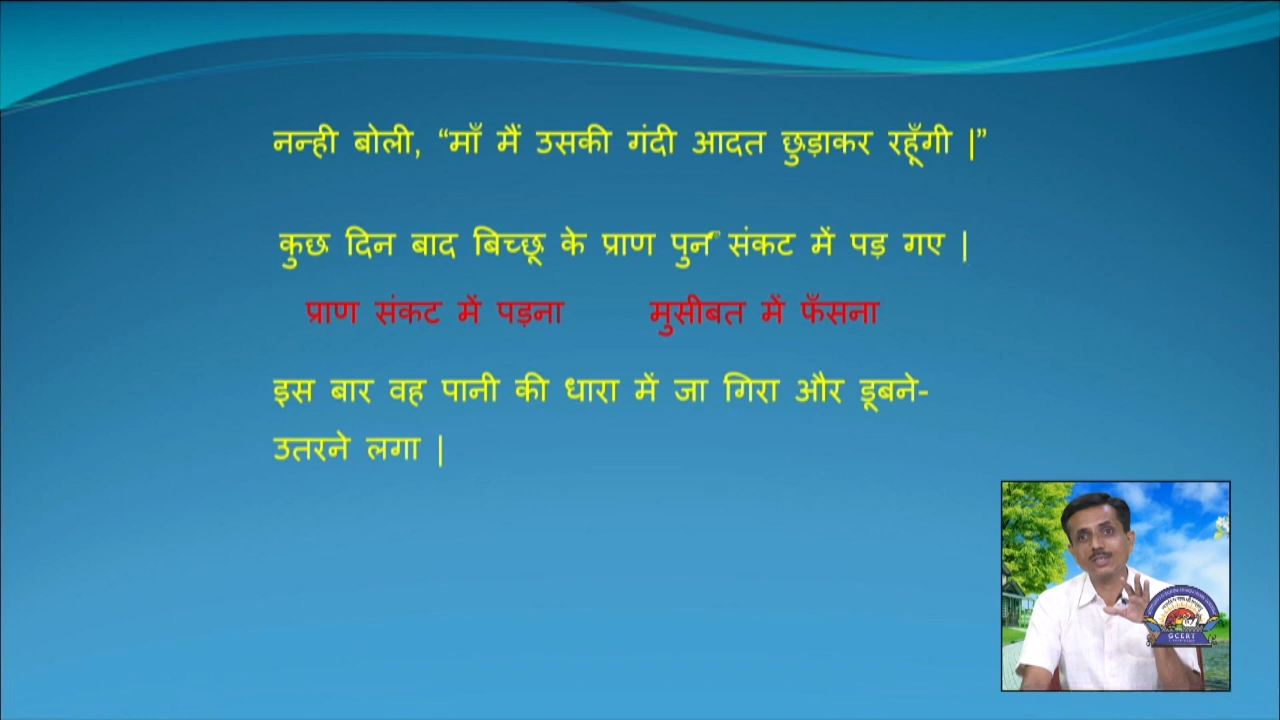 नन्ही बोली, “माँ मैं उसकी गंदी आदत छुड़ाकर रहूँगी |”
कुछ दिन बाद बिच्छू के प्राण पुन संकट में पड़ गए |
प्राण संकट में पड़ना मुसीबत में फँसना
इस बार वह पानी की धारा में जा गिरा और डूबने-
उतरने लगा |
GCERT